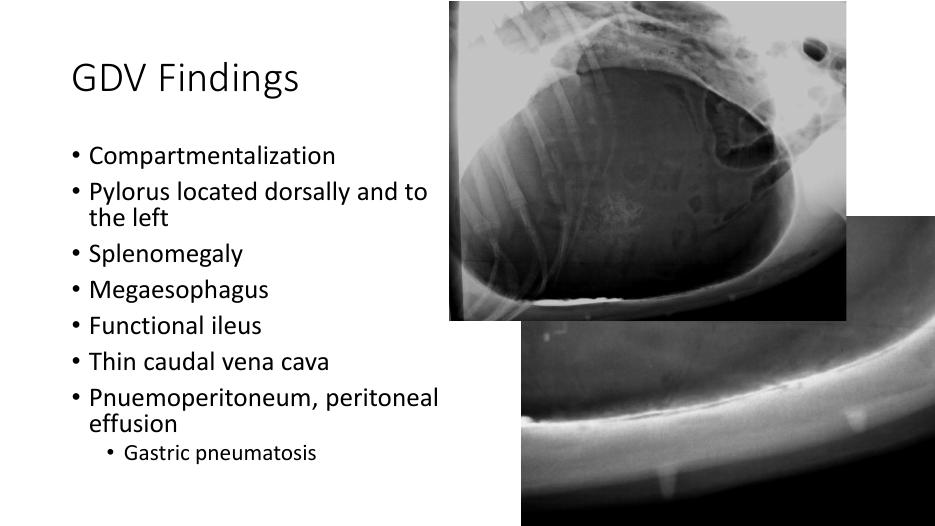 GDV Findings
• Compartmentalization
• Pylorus located dorsally and to
the left
• Splenomegaly
• Megaesophagus
• Functional ileus
• Thin caudal vena cava
• Pnuemoperitoneum, peritoneal
effusion
• Gastric pneumatosis